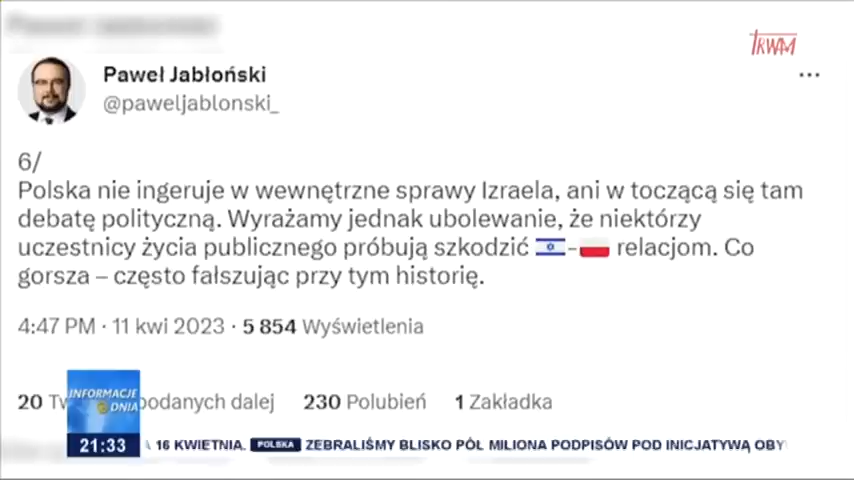 TRWAM
Paweł Jabłoński
@paweljablonski_
6/
Polska nie ingeruje w wewnętrzne sprawy Izraela, ani w toczącą się tam
debatę polityczną. Wyrażamy jednak ubolewanie, że niektórzy
uczestnicy życia publicznego próbują szkodzić 🇮🇱-🇵🇱 relacjom. Co
gorsza – często fałszując przy tym historię.
4:47 PM · 11 kwi 2023 · 5 854 Wyświetlenia
20 podanych dalej 230 Polubień 1 Zakładka
INFORMACJE
DNIA
21:33 16 KWIETNIA. POLSKA ZEBRALIŚMY BLISKO PÓŁ MILIONA PODPISÓW POD INICJATYWĄ